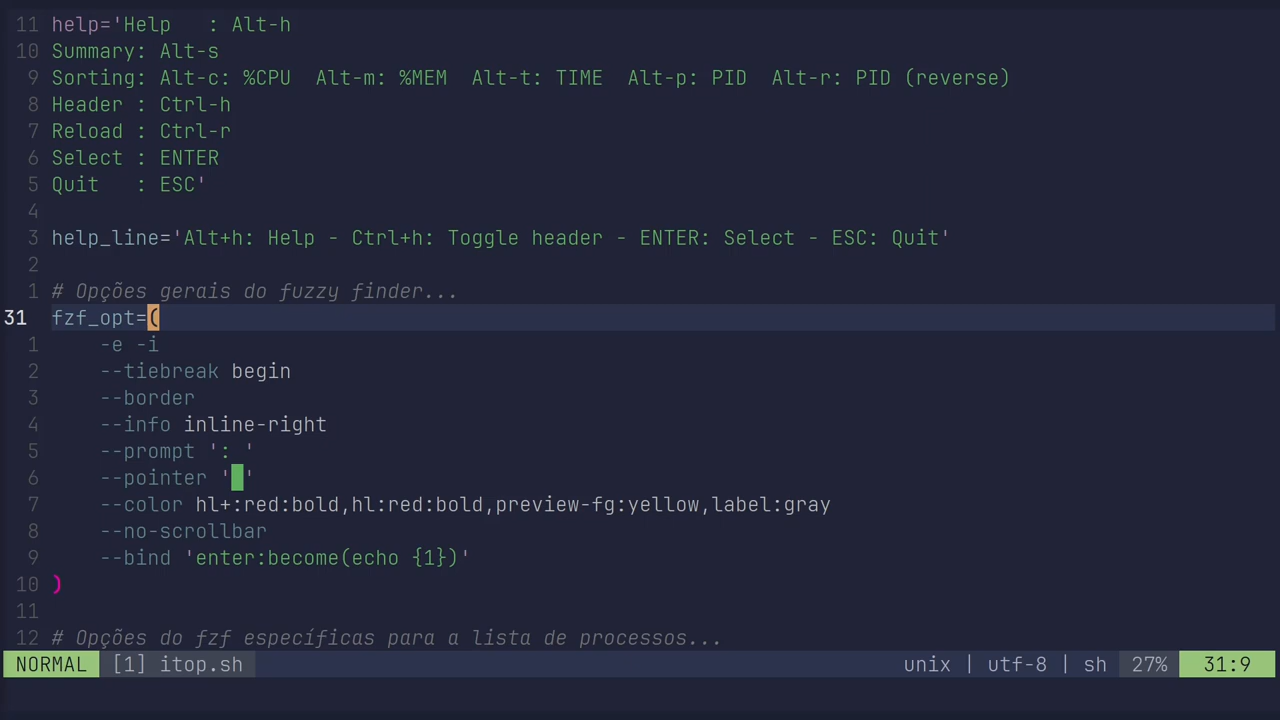 11 help='Help   : Alt-h
10 Summary: Alt-s
9 Sorting: Alt-c: %CPU  Alt-m: %MEM  Alt-t: TIME  Alt-p: PID  Alt-r: PID (reverse)
8 Header : Ctrl-h
7 Reload : Ctrl-r
6 Select : ENTER
5 Quit   : ESC'
4
3 help_line='Alt+h: Help - Ctrl+h: Toggle header - ENTER: Select - ESC: Quit'
2
1 # Opções gerais do fuzzy finder...
31 fzf_opt=(
1     -e -i
2     --tiebreak begin
3     --border
4     --info inline-right
5     --prompt ': '
6     --pointer '█'
7     --color hl+:red:bold,hl:red:bold,preview-fg:yellow,label:gray
8     --no-scrollbar
9     --bind 'enter:become(echo {1})'
10 )
11
12 # Opções do fzf específicas para a lista de processos...
NORMAL [1] itop.sh unix | utf-8 | sh 27% 31:9